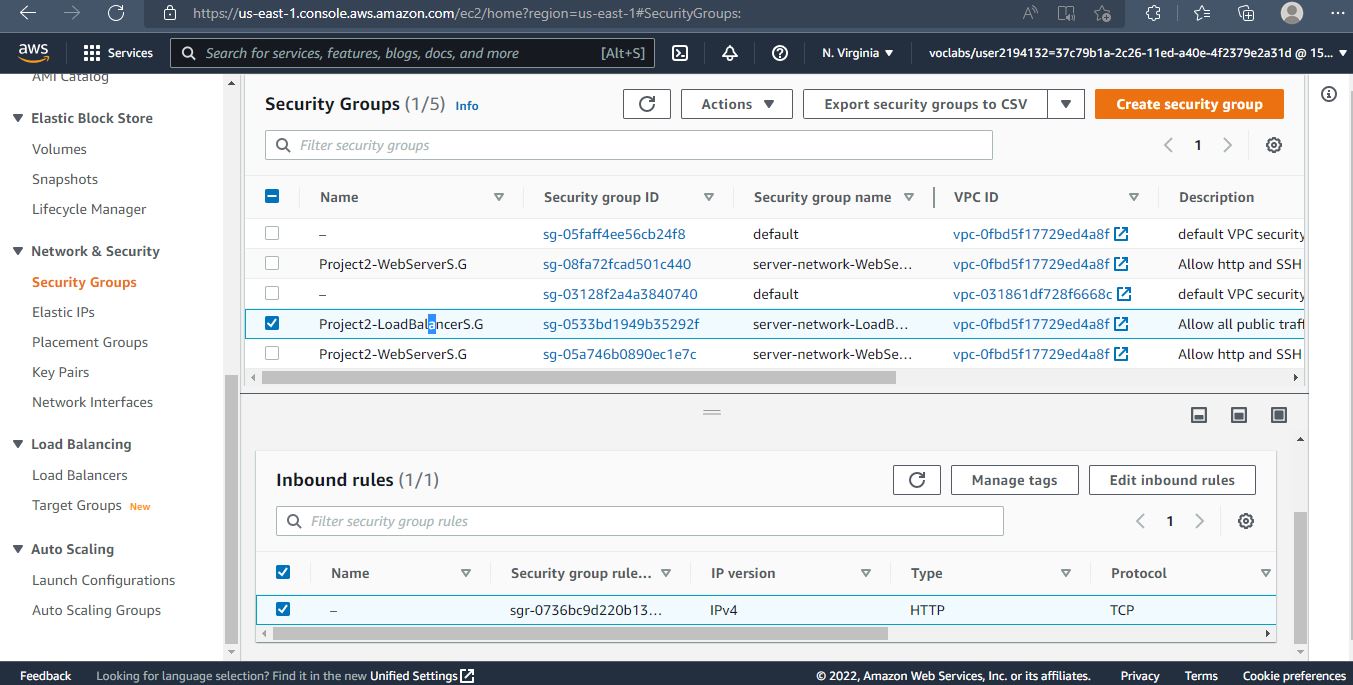 https://us-east-1.console.aws.amazon.com/ec2/home?region=us-east-1#SecurityGroups:
aws Services Search for services, features, blogs, docs, and more [Alt+S] N. Virginia voclabs/user2194132=37c79b1a-2c26-11ed-a40e-4f2379e2a31d @ 15...
AMI Catalog
Elastic Block Store
Volumes
Snapshots
Lifecycle Manager
Network & Security
Security Groups
Elastic IPs
Placement Groups
Key Pairs
Network Interfaces
Load Balancing
Load Balancers
Target Groups New
Auto Scaling
Launch Configurations
Auto Scaling Groups
Security Groups (1/5) Info Actions Export security groups to CSV Create security group
Filter security groups 1
Name Security group ID Security group name VPC ID Description
– sg-05faff4ee56cb24f8 default vpc-0fbd5f17729ed4a8f default VPC security
Project2-WebServerS.G sg-08fa72fcad501c440 server-network-WebSe... vpc-0fbd5f17729ed4a8f Allow http and SSH
– sg-03128f2a4a3840740 default vpc-031861df728f6668c default VPC security
Project2-LoadBalancerS.G sg-0533bd1949b35292f server-network-LoadB... vpc-0fbd5f17729ed4a8f Allow all public traff
Project2-WebServerS.G sg-05a746b0890ec1e7c server-network-WebSe... vpc-0fbd5f17729ed4a8f Allow http and SSH
Inbound rules (1/1) Manage tags Edit inbound rules
Filter security group rules 1
Name Security group rule... IP version Type Protocol
– sgr-0736bc9d220b13... IPv4 HTTP TCP
Feedback Looking for language selection? Find it in the new Unified Settings © 2022, Amazon Web Services, Inc. or its affiliates. Privacy Terms Cookie preferences